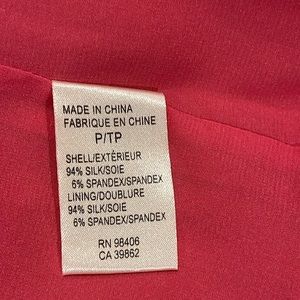 MADE IN CHINA
FABRIQUE EN CHINE
P/TP
SHELL/EXTÉRIEUR
94% SILK/SOIE
6% SPANDEX/SPANDEX
LINING/DOUBLURE
94% SILK/SOIE
6% SPANDEX/SPANDEX
RN 98406
CA 39862